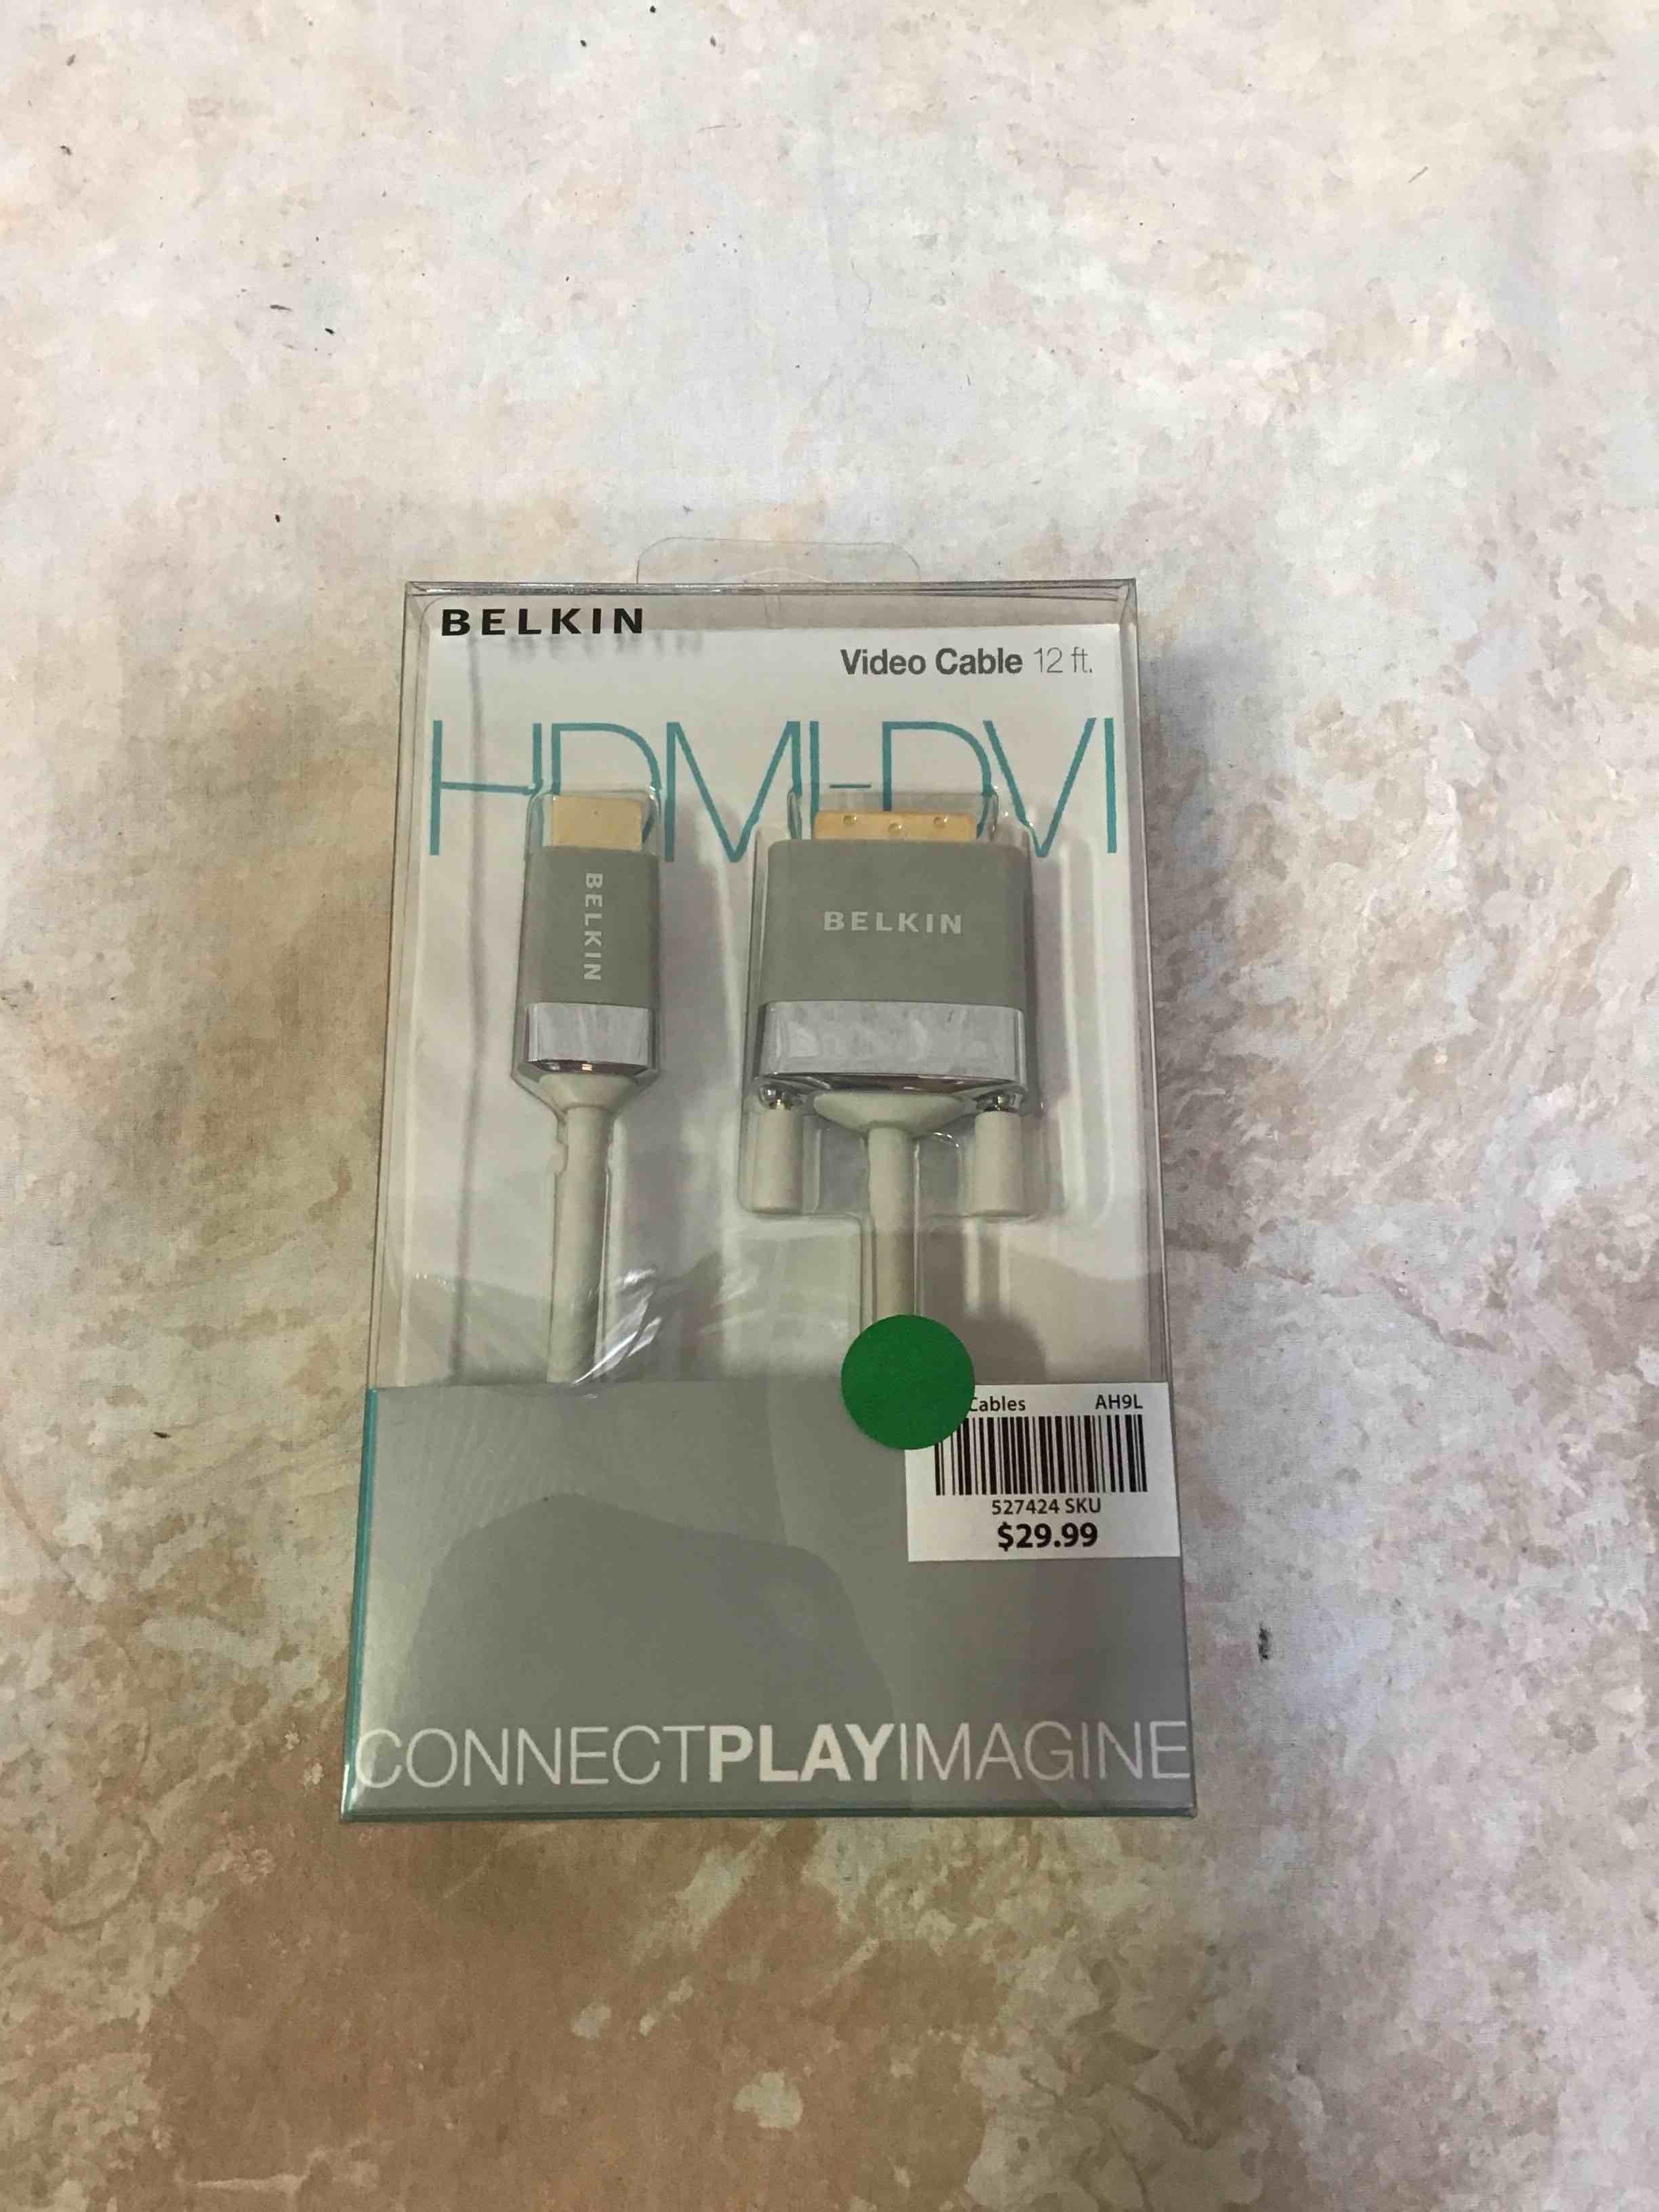 BELKIN
Video Cable 12 ft.
HDMI-DVI
BELKIN
BELKIN
Cables AH9L
527424 SKU
$29.99
CONNECTPLAYIMAGINE